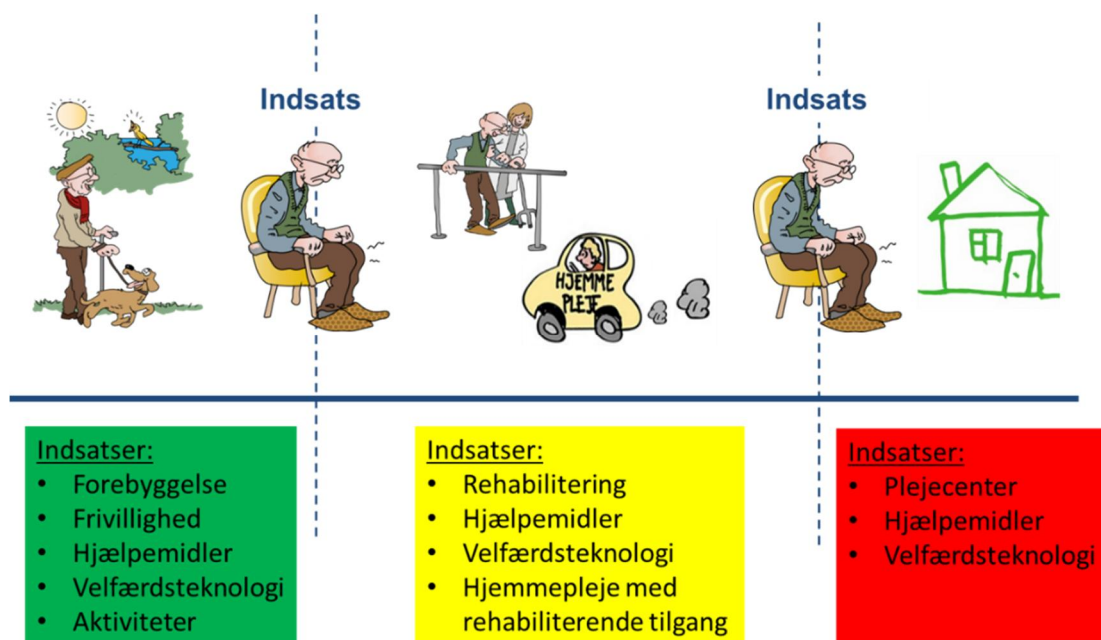 Indsats
Indsats
HJEMME
PLEJE
Indsatser:
• Forebyggelse
• Frivillighed
• Hjælpemidler
• Velfærdsteknologi
• Aktiviteter
Indsatser:
• Rehabilitering
• Hjælpemidler
• Velfærdsteknologi
• Hjemmepleje med
rehabiliterende tilgang
Indsatser:
• Plejecenter
• Hjælpemidler
• Velfærdsteknologi